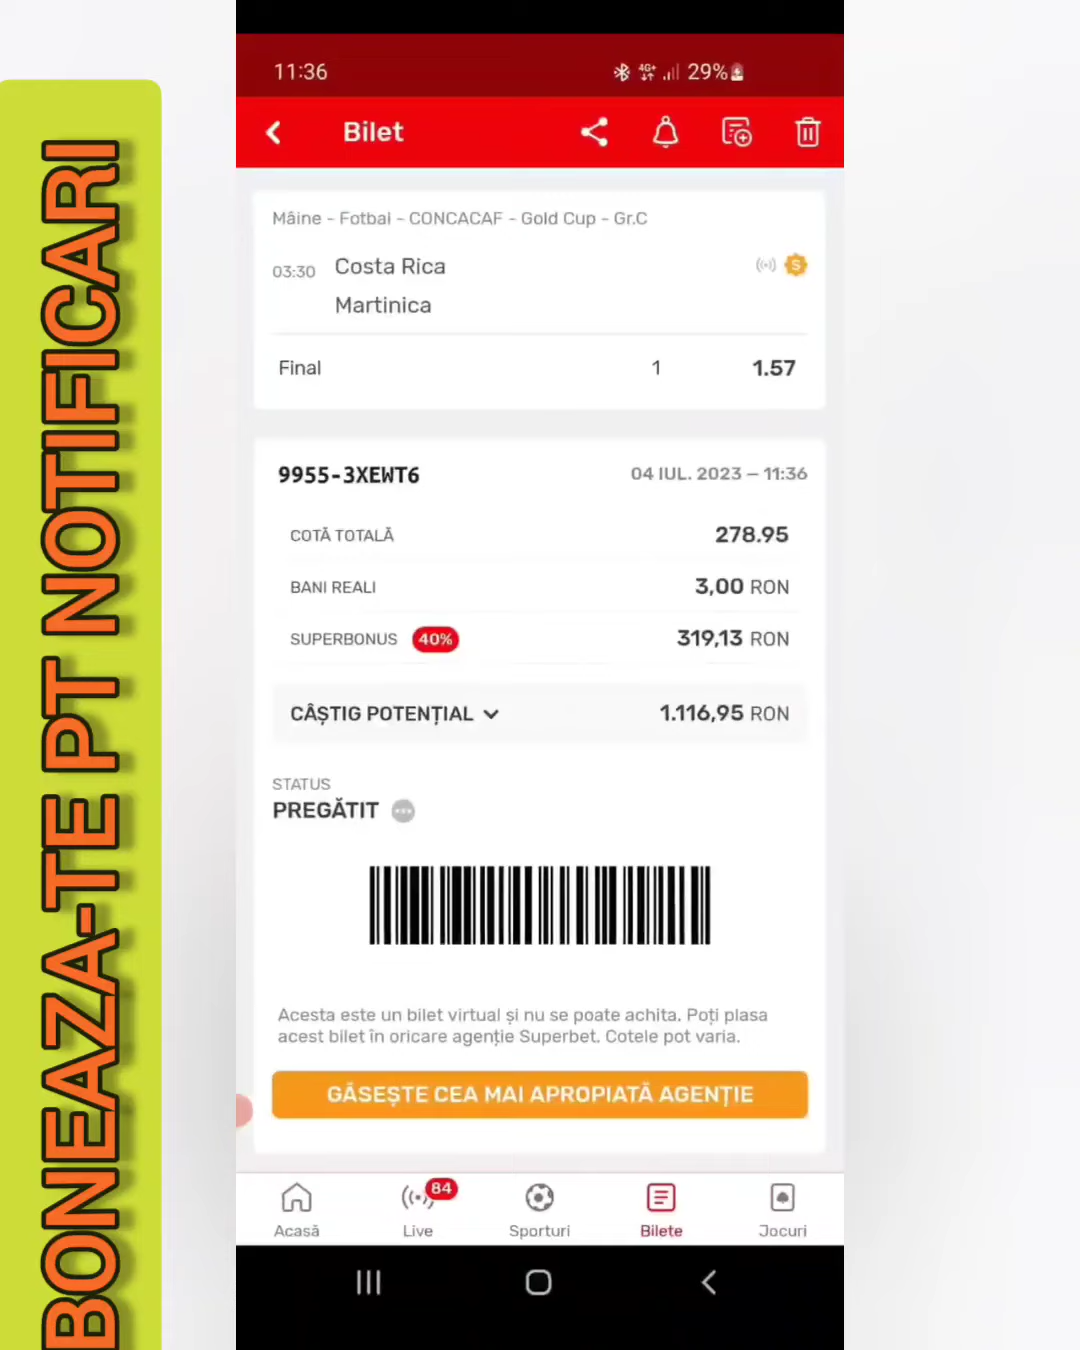 BONEAZA-TE PT NOTIFICARI
11:36
4G+ 29%
Bilet
Mâine - Fotbal - CONCACAF - Gold Cup - Gr.C
03:30 Costa Rica
Martinica
S
Final 1 1.57
9955-3XEWT6 04 IUL. 2023 – 11:36
COTĂ TOTALĂ 278.95
BANI REALI 3,00 RON
SUPERBONUS 40% 319,13 RON
CÂȘTIG POTENȚIAL 1.116,95 RON
STATUS
PREGĂTIT
Acesta este un bilet virtual și nu se poate achita. Poți plasa
acest bilet în oricare agenție Superbet. Cotele pot varia.
GĂSEȘTE CEA MAI APROPIATĂ AGENȚIE
84
Acasă Live Sporturi Bilete Jocuri